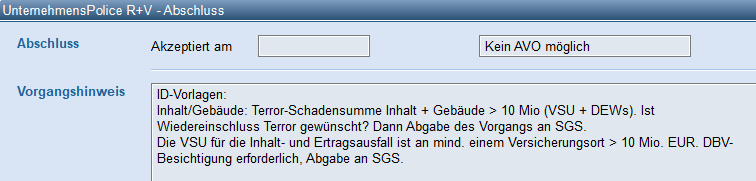 UnternehmensPolice R+V - Abschluss
Abschluss Akzeptiert am Kein AVO möglich
Vorgangshinweis
ID-Vorlagen:
Inhalt/Gebäude: Terror-Schadensumme Inhalt + Gebäude > 10 Mio (VSU + DEWs). Ist
Wiedereinschluss Terror gewünscht? Dann Abgabe des Vorgangs an SGS.
Die VSU für die Inhalt- und Ertragsausfall ist an mind. einem Versicherungsort > 10 Mio. EUR. DBV-
Besichtigung erforderlich, Abgabe an SGS.